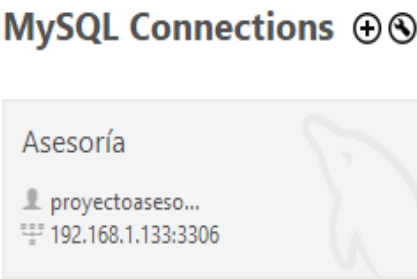 MySQL Connections
Asesoría
proyectoaseso...
192.168.1.133:3306